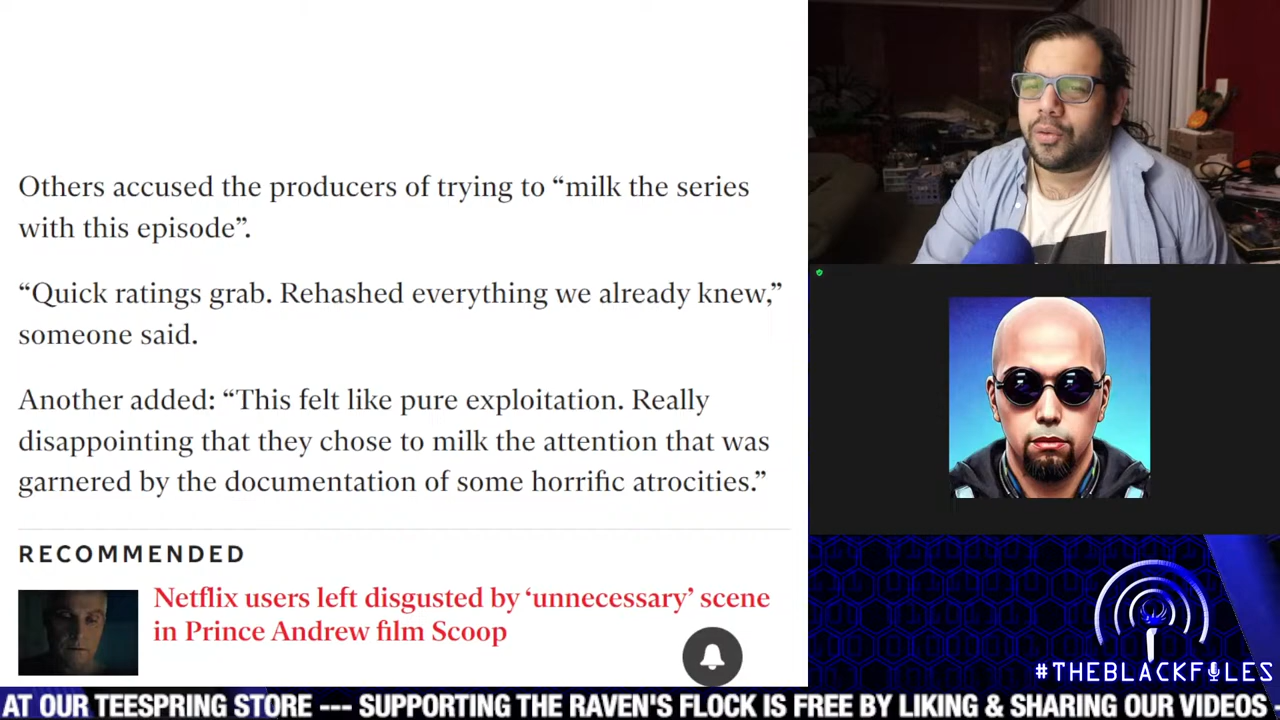 Others accused the producers of trying to “milk the series
with this episode”.
“Quick ratings grab. Rehashed everything we already knew,”
someone said.
Another added: “This felt like pure exploitation. Really
disappointing that they chose to milk the attention that was
garnered by the documentation of some horrific atrocities.”
RECOMMENDED
Netflix users left disgusted by ‘unnecessary’ scene
in Prince Andrew film Scoop
#THEBLACKFILES
AT OUR TEESPRING STORE --- SUPPORTING THE RAVEN'S FLOCK IS FREE BY LIKING & SHARING OUR VIDEOS -